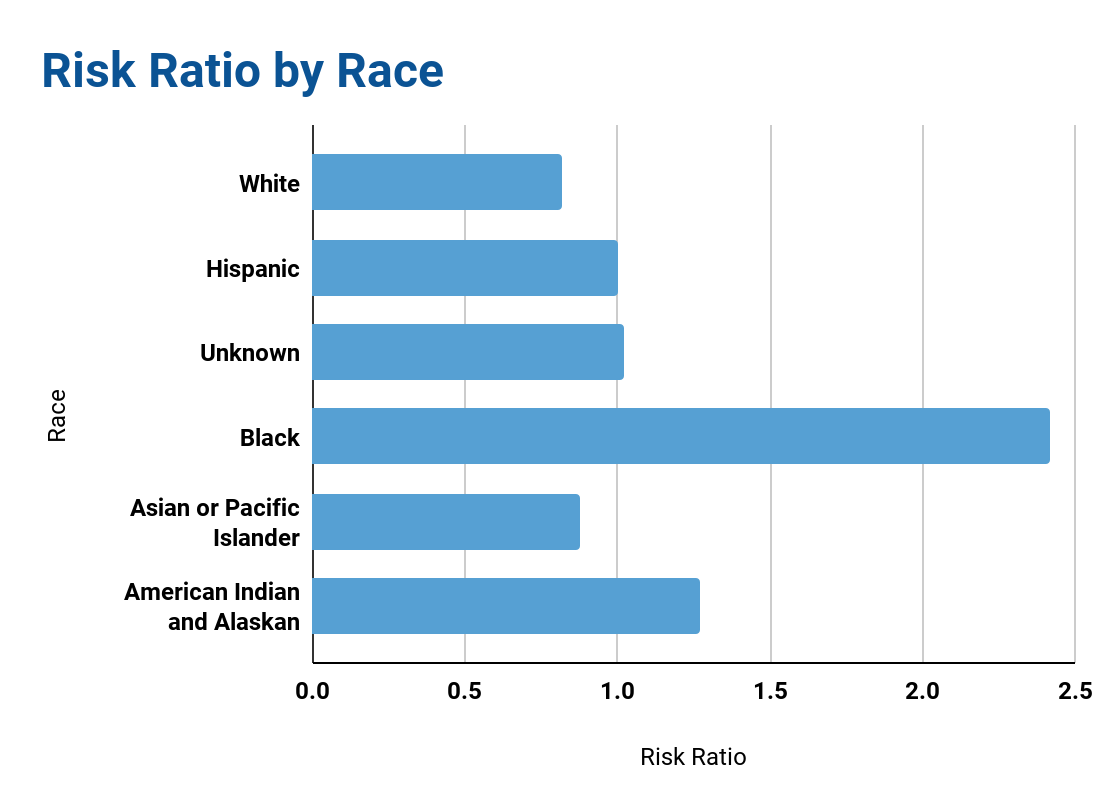 Risk Ratio by Race
White
Hispanic
Unknown
Black
Asian or Pacific
Islander
American Indian
and Alaskan
Race
0.0 0.5 1.0 1.5 2.0 2.5
Risk Ratio